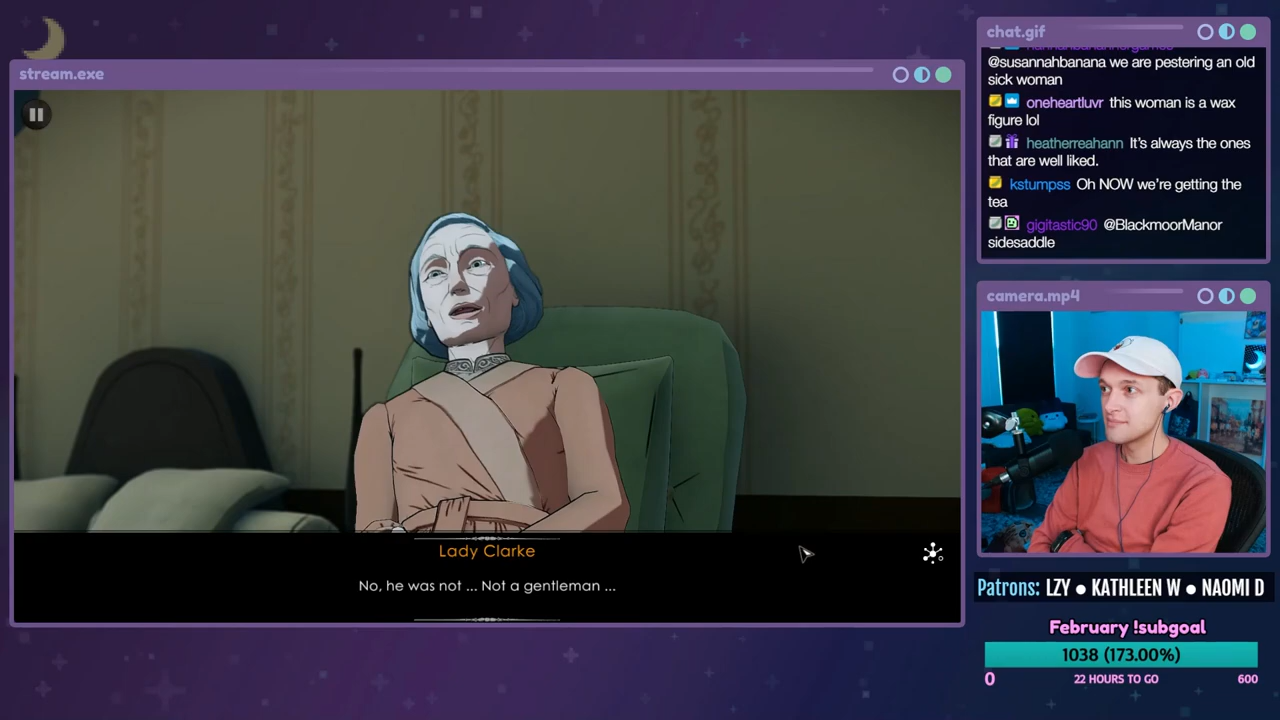 stream.exe
Lady Clarke
No, he was not ... Not a gentleman ...
chat.gif
@susannahbanana we are pestering an old
sick woman
oneheartluvr this woman is a wax
figure lol
heatherreahann It's always the ones
that are well liked.
kstumpss Oh NOW we're getting the
tea
gigitastic90 @BlackmoorManor
sidesaddle
camera.mp4
Patrons: LZY ● KATHLEEN W ● NAOMI D
February !subgoal
1038 (173.00%)
0 22 HOURS TO GO 600